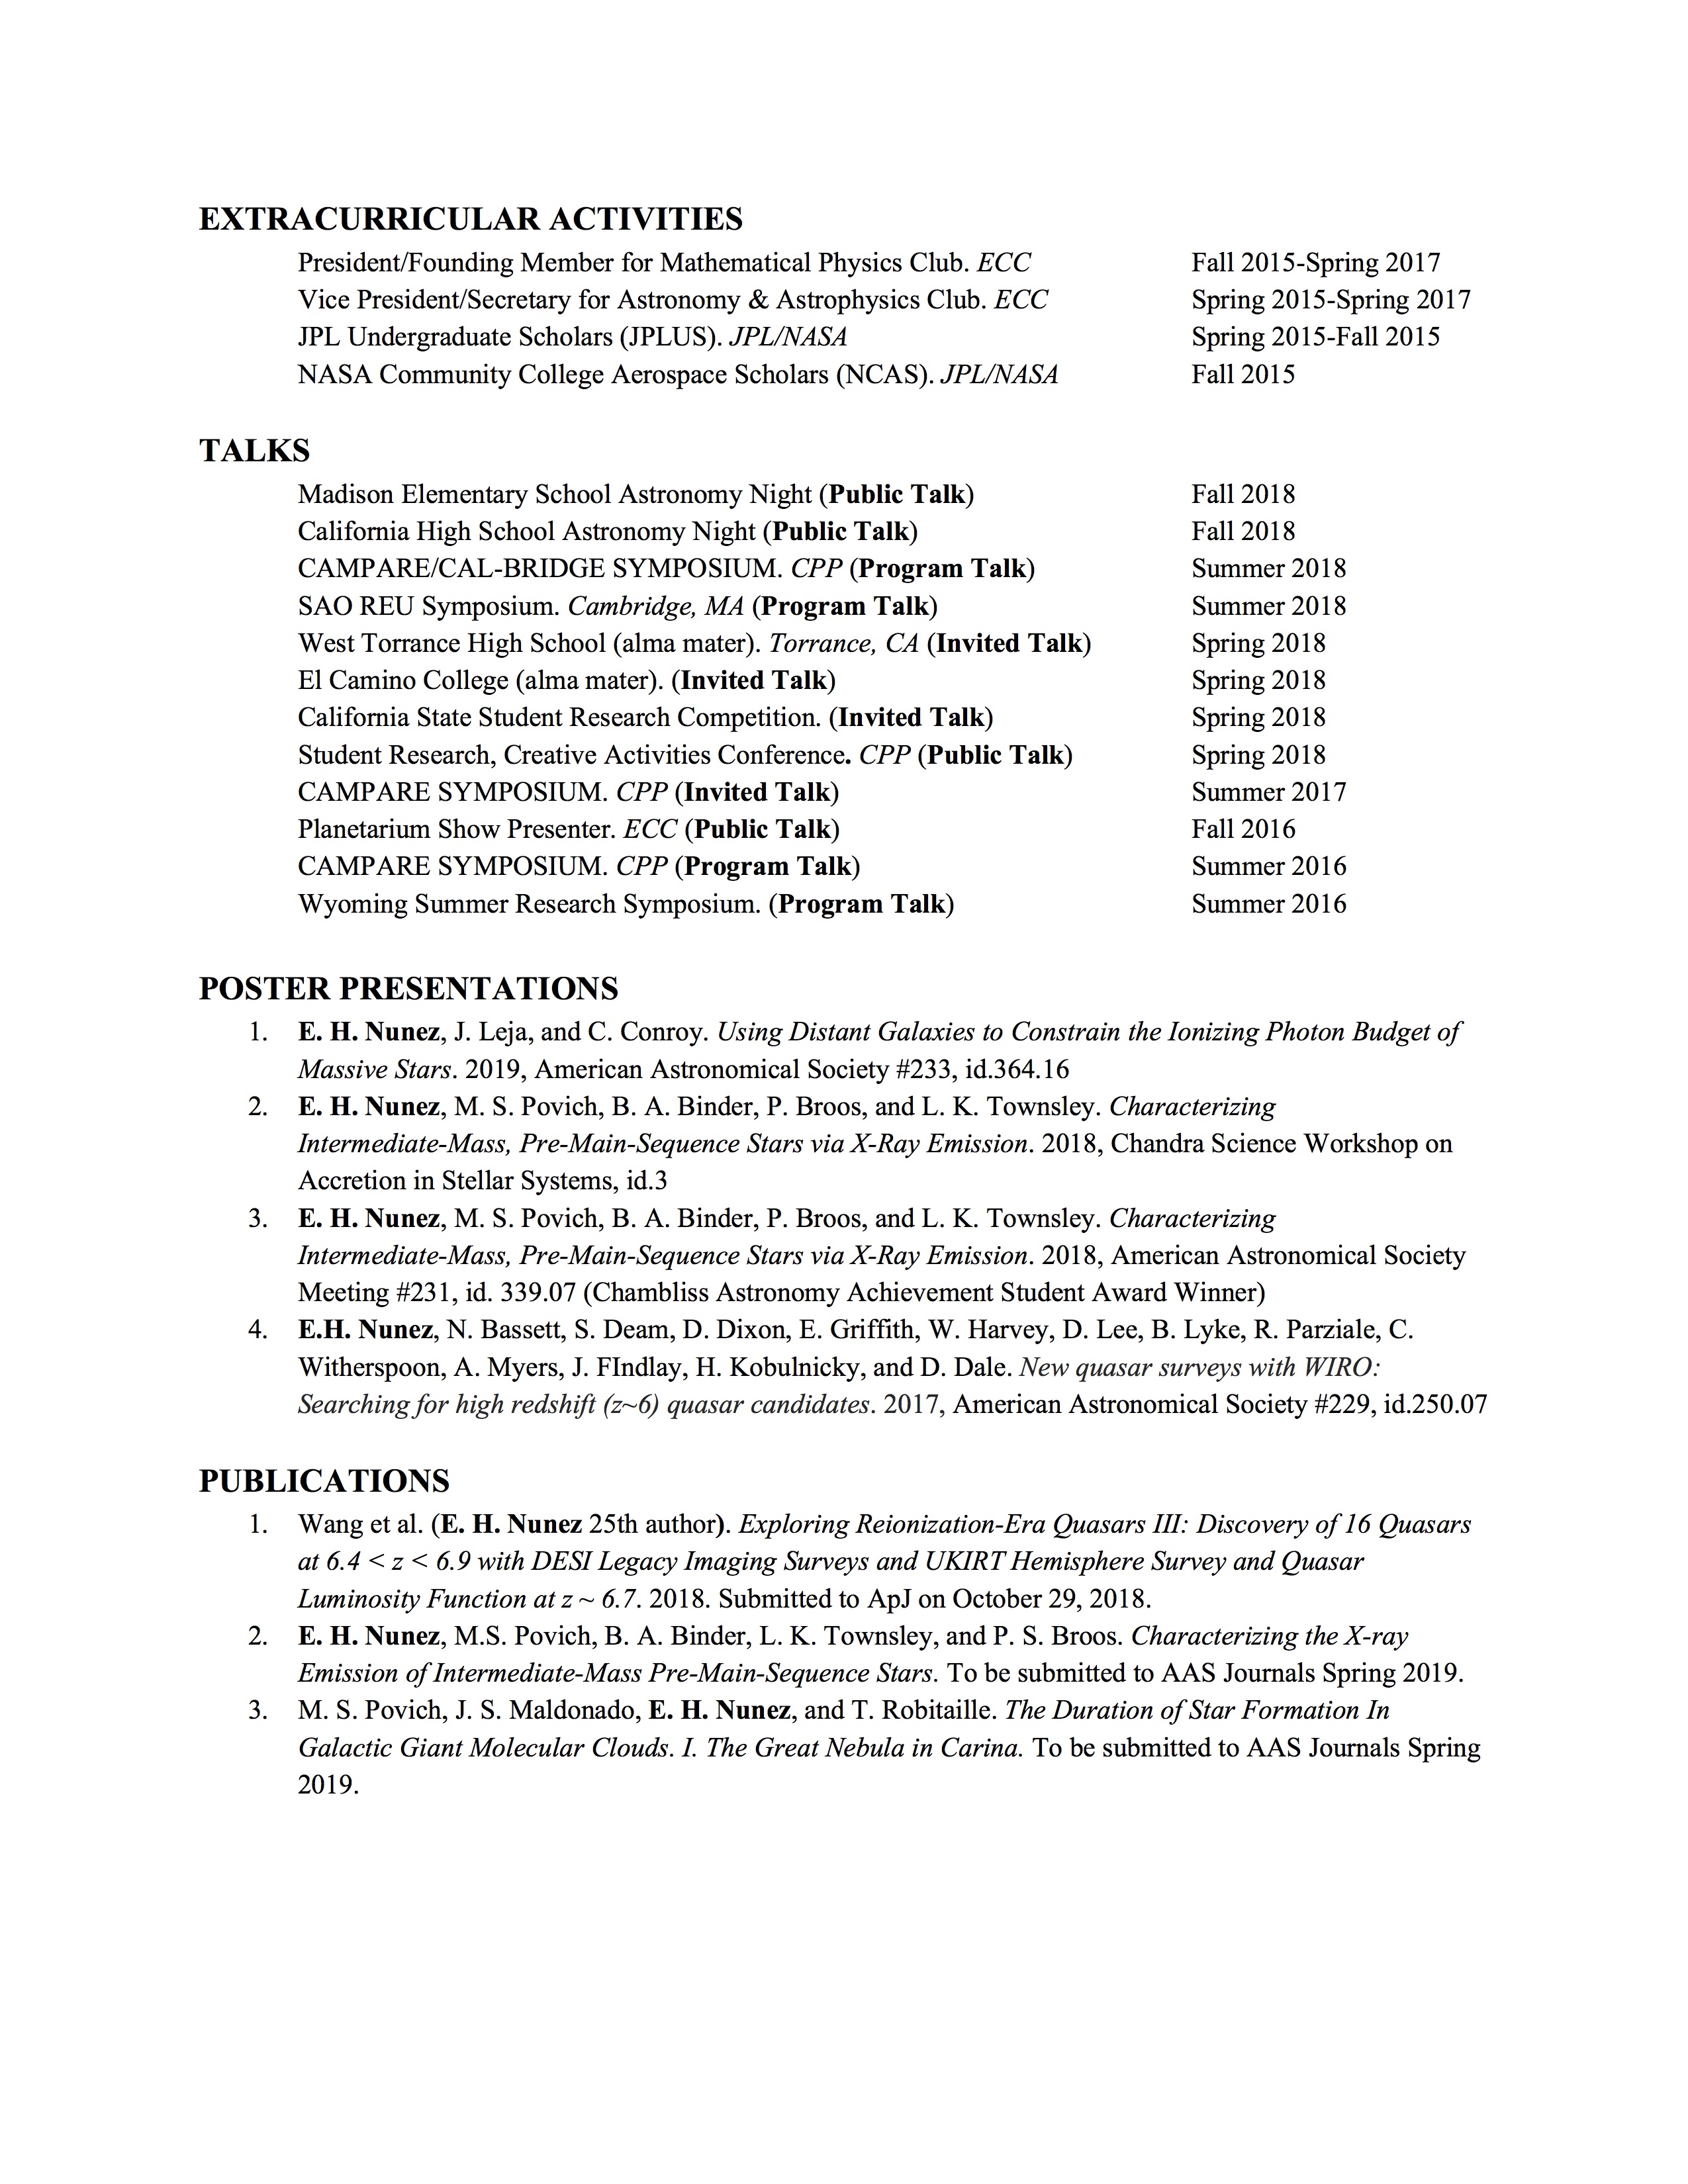 EXTRACURRICULAR ACTIVITIES
President/Founding Member for Mathematical Physics Club. ECC Fall 2015-Spring 2017
Vice President/Secretary for Astronomy & Astrophysics Club. ECC Spring 2015-Spring 2017
JPL Undergraduate Scholars (JPLUS). JPL/NASA Spring 2015-Fall 2015
NASA Community College Aerospace Scholars (NCAS). JPL/NASA Fall 2015
TALKS
Madison Elementary School Astronomy Night (Public Talk) Fall 2018
California High School Astronomy Night (Public Talk) Fall 2018
CAMPARE/CAL-BRIDGE SYMPOSIUM. CPP (Program Talk) Summer 2018
SAO REU Symposium. Cambridge, MA (Program Talk) Summer 2018
West Torrance High School (alma mater). Torrance, CA (Invited Talk) Spring 2018
El Camino College (alma mater). (Invited Talk) Spring 2018
California State Student Research Competition. (Invited Talk) Spring 2018
Student Research, Creative Activities Conference. CPP (Public Talk) Spring 2018
CAMPARE SYMPOSIUM. CPP (Invited Talk) Summer 2017
Planetarium Show Presenter. ECC (Public Talk) Fall 2016
CAMPARE SYMPOSIUM. CPP (Program Talk) Summer 2016
Wyoming Summer Research Symposium. (Program Talk) Summer 2016
POSTER PRESENTATIONS
1. E. H. Nunez, J. Leja, and C. Conroy. Using Distant Galaxies to Constrain the Ionizing Photon Budget of
Massive Stars. 2019, American Astronomical Society #233, id.364.16
2. E. H. Nunez, M. S. Povich, B. A. Binder, P. Broos, and L. K. Townsley. Characterizing
Intermediate-Mass, Pre-Main-Sequence Stars via X-Ray Emission. 2018, Chandra Science Workshop on
Accretion in Stellar Systems, id.3
3. E. H. Nunez, M. S. Povich, B. A. Binder, P. Broos, and L. K. Townsley. Characterizing
Intermediate-Mass, Pre-Main-Sequence Stars via X-Ray Emission. 2018, American Astronomical Society
Meeting #231, id. 339.07 (Chambliss Astronomy Achievement Student Award Winner)
4. E.H. Nunez, N. Bassett, S. Deam, D. Dixon, E. Griffith, W. Harvey, D. Lee, B. Lyke, R. Parziale, C.
Witherspoon, A. Myers, J. FIndlay, H. Kobulnicky, and D. Dale. New quasar surveys with WIRO:
Searching for high redshift (z~6) quasar candidates. 2017, American Astronomical Society #229, id.250.07
PUBLICATIONS
1. Wang et al. (E. H. Nunez 25th author). Exploring Reionization-Era Quasars III: Discovery of 16 Quasars
at 6.4 < z < 6.9 with DESI Legacy Imaging Surveys and UKIRT Hemisphere Survey and Quasar
Luminosity Function at z ~ 6.7. 2018. Submitted to ApJ on October 29, 2018.
2. E. H. Nunez, M.S. Povich, B. A. Binder, L. K. Townsley, and P. S. Broos. Characterizing the X-ray
Emission of Intermediate-Mass Pre-Main-Sequence Stars. To be submitted to AAS Journals Spring 2019.
3. M. S. Povich, J. S. Maldonado, E. H. Nunez, and T. Robitaille. The Duration of Star Formation In
Galactic Giant Molecular Clouds. I. The Great Nebula in Carina. To be submitted to AAS Journals Spring
2019.